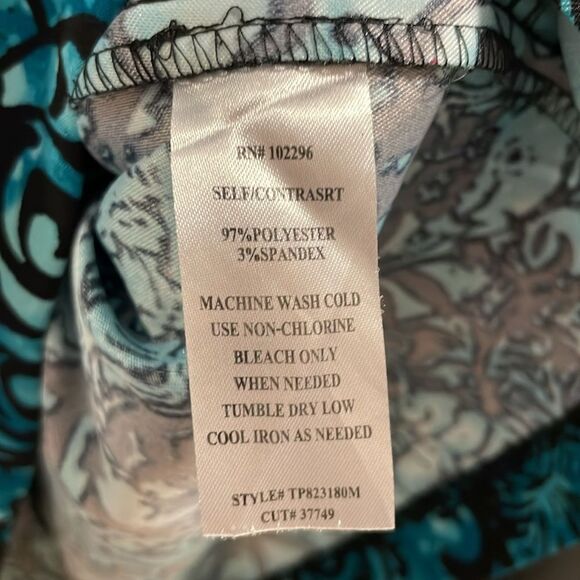 RN# 102296
SELF/CONTRASRT
97%POLYESTER
3%SPANDEX
MACHINE WASH COLD
USE NON-CHLORINE
BLEACH ONLY
WHEN NEEDED
TUMBLE DRY LOW
COOL IRON AS NEEDED
STYLE# TP823180M
CUT# 37749